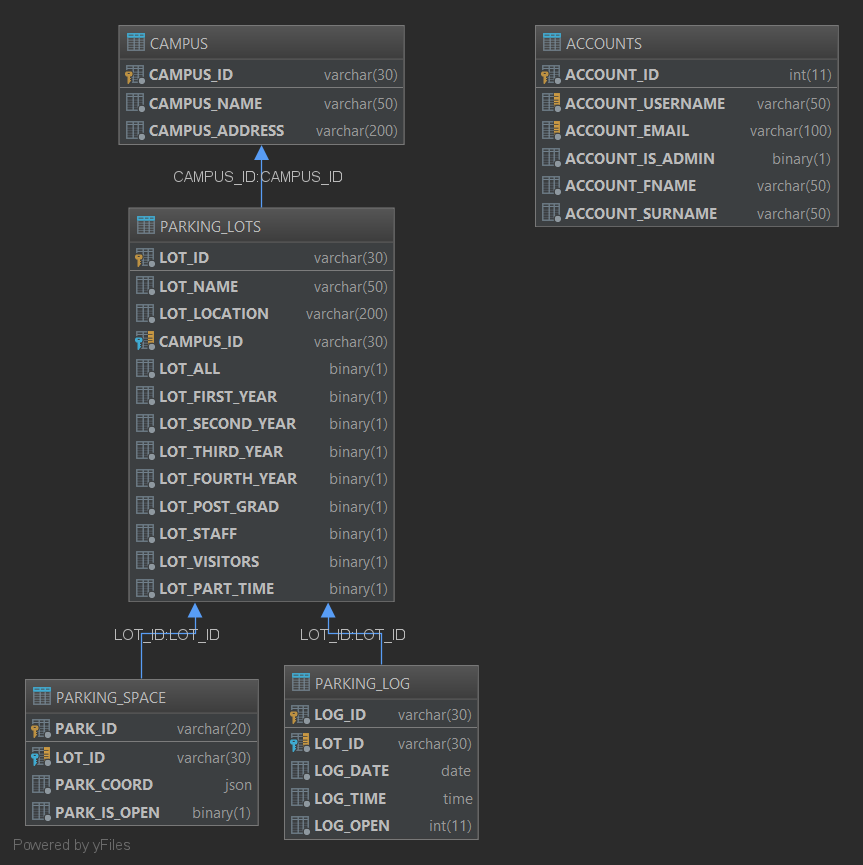 CAMPUS
CAMPUS_ID varchar(30)
CAMPUS_NAME varchar(50)
CAMPUS_ADDRESS varchar(200)
ACCOUNTS
ACCOUNT_ID int(11)
ACCOUNT_USERNAME varchar(50)
ACCOUNT_EMAIL varchar(100)
ACCOUNT_IS_ADMIN binary(1)
ACCOUNT_FNAME varchar(50)
ACCOUNT_SURNAME varchar(50)
CAMPUS_ID:CAMPUS_ID
PARKING_LOTS
LOT_ID varchar(30)
LOT_NAME varchar(50)
LOT_LOCATION varchar(200)
CAMPUS_ID varchar(30)
LOT_ALL binary(1)
LOT_FIRST_YEAR binary(1)
LOT_SECOND_YEAR binary(1)
LOT_THIRD_YEAR binary(1)
LOT_FOURTH_YEAR binary(1)
LOT_POST_GRAD binary(1)
LOT_STAFF binary(1)
LOT_VISITORS binary(1)
LOT_PART_TIME binary(1)
LOT_ID:LOT_ID
LOT_ID:LOT_ID
PARKING_SPACE
PARK_ID varchar(20)
LOT_ID varchar(30)
PARK_COORD json
PARK_IS_OPEN binary(1)
PARKING_LOG
LOG_ID varchar(30)
LOT_ID varchar(30)
LOG_DATE date
LOG_TIME time
LOG_OPEN int(11)
Powered by yFiles